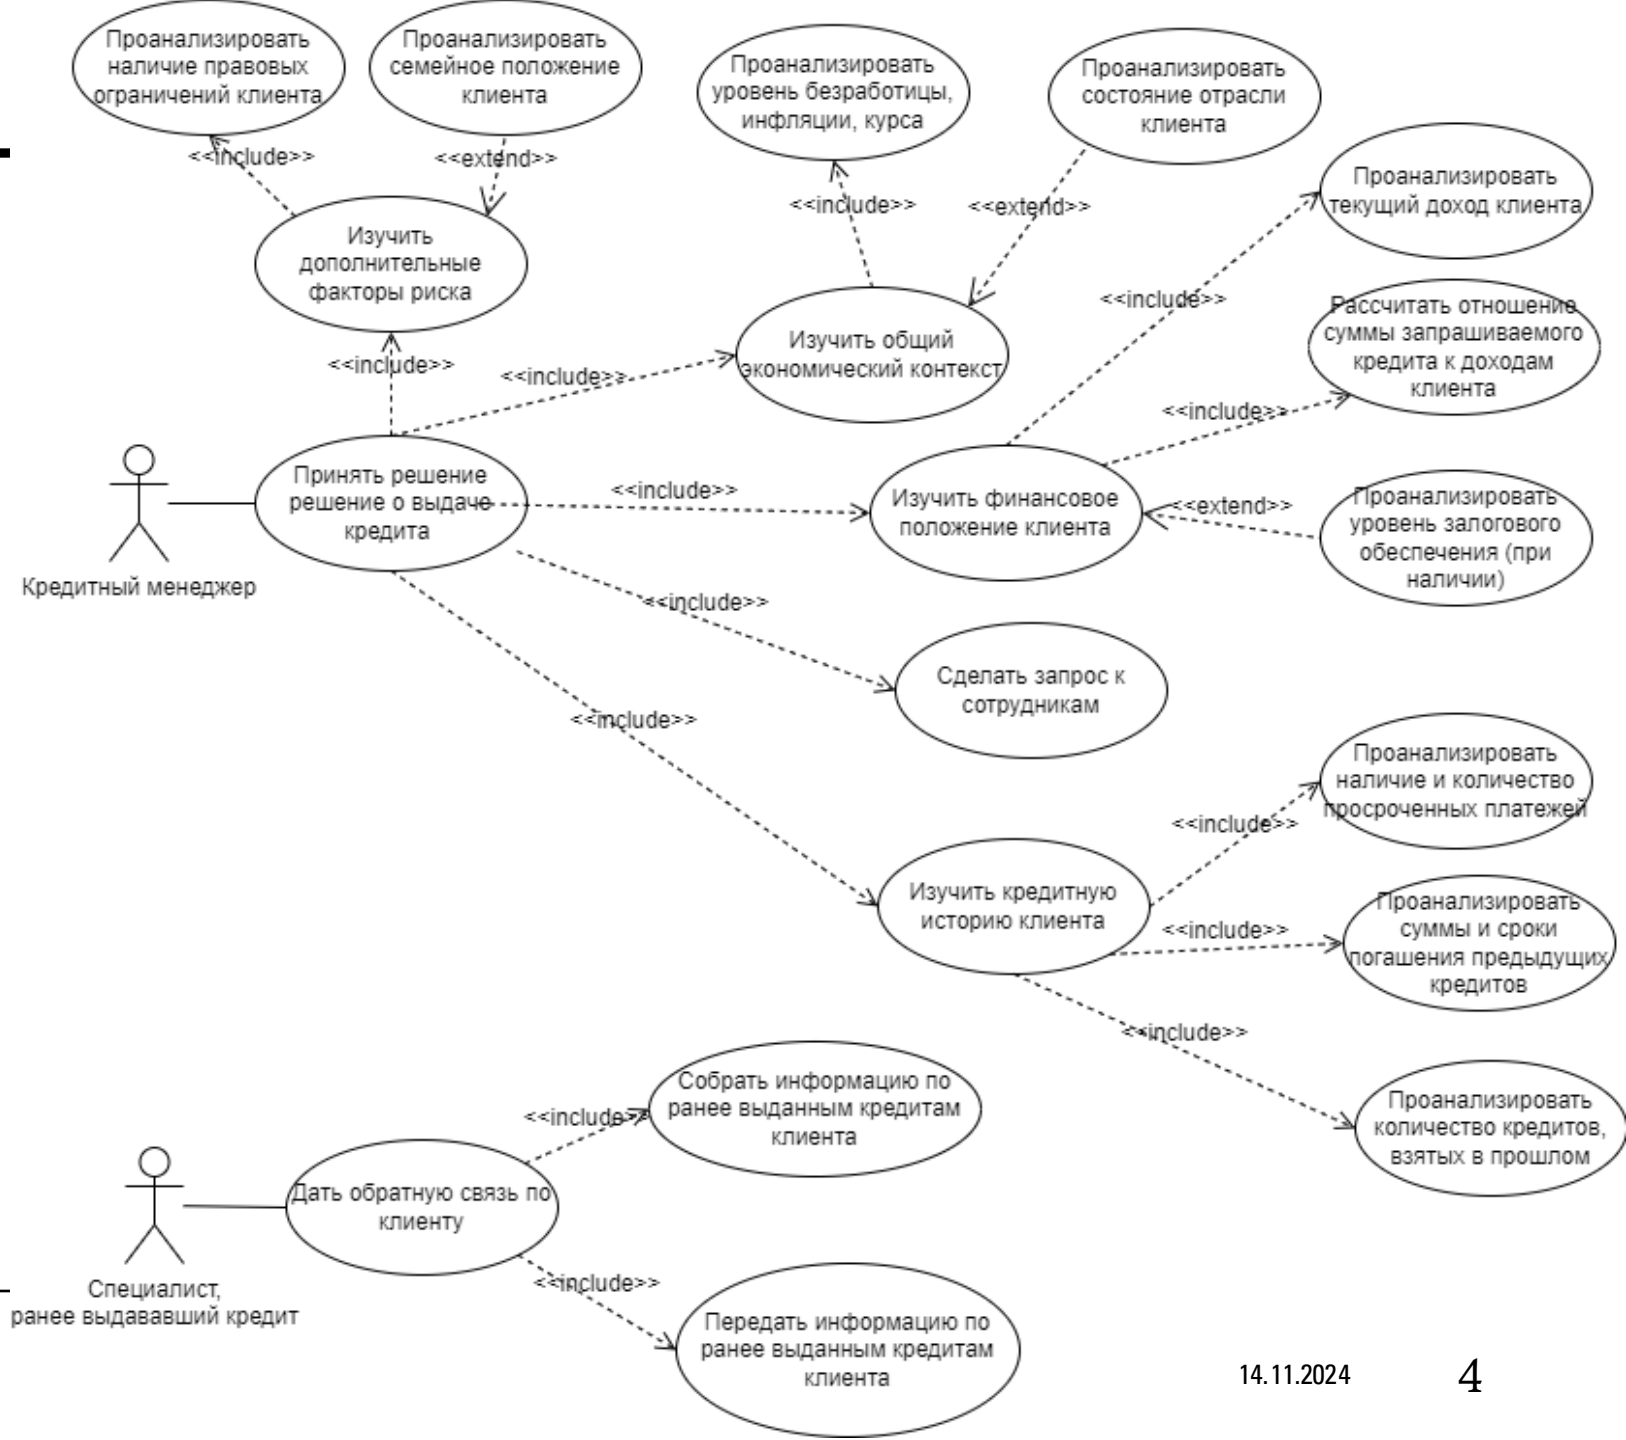 Проанализировать
наличие правовых
ограничений клиента
Проанализировать
семейное положение
клиента
Проанализировать
уровень безработицы,
инфляции, курса
Проанализировать
состояние отрасли
клиента
<<include>>
<<extend>>
<<include>>
<<extend>>
Проанализировать
текущий доход клиента
Изучить
дополнительные
факторы риска
<<include>>
Рассчитать отношение
суммы запрашиваемого
кредита к доходам
клиента
Изучить общий
экономический контекст
<<include>>
<<include>>
<<include>>
Принять решение
решение о выдаче
кредита
<<include>>
Изучить финансовое
положение клиента
<<extend>>
Проанализировать
уровень залогового
обеспечения (при
наличии)
Кредитный менеджер
<<include>>
Сделать запрос к
сотрудникам
<<include>>
Проанализировать
наличие и количество
просроченных платежей
<<include>>
Изучить кредитную
историю клиента
<<include>>
Проанализировать
суммы и сроки
погашения предыдущих
кредитов
<<include>>
Собрать информацию по
ранее выданным кредитам
клиента
<<include>>
Проанализировать
количество кредитов,
взятых в прошлом
Дать обратную связь по
клиенту
Специалист,
ранее выдававший кредит
<<include>>
Передать информацию по
ранее выданным кредитам
клиента
14.11.2024
4